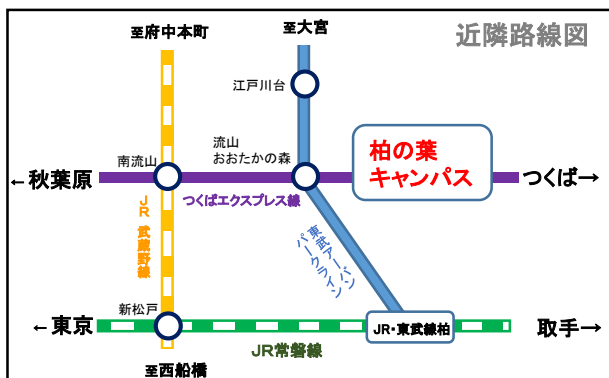 至府中本町
至大宮
近隣路線図
江戸川台
流山
おおたかの森
南流山
柏の葉
キャンパス
←秋葉原
つくば→
つくばエクスプレス線
JR 武蔵野線
東武アーバン
パークライン
新松戸
←東京
JR・東武線柏
取手→
JR常磐線
至西船橋